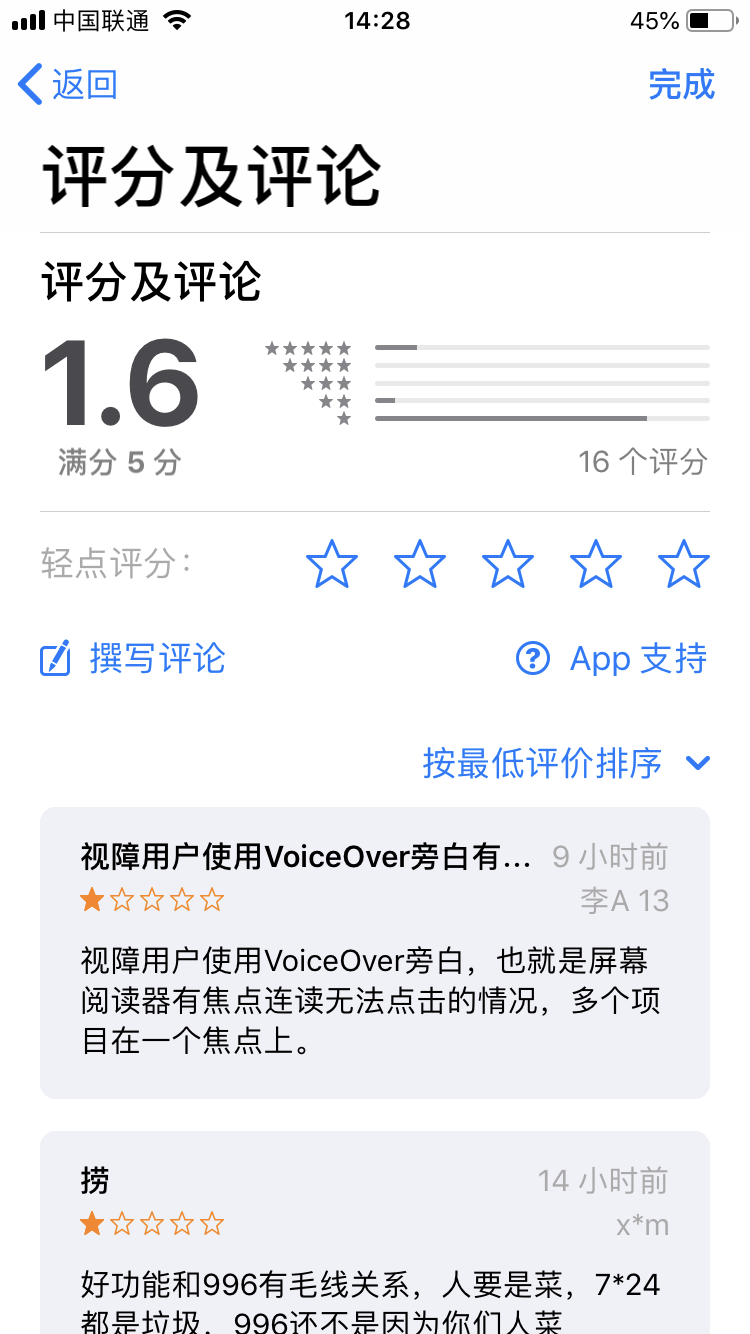 中国联通 14:28 45%
返回 完成
评分及评论
评分及评论
1.6
满分 5 分 16 个评分
轻点评分:
撰写评论 App 支持
按最低评价排序
视障用户使用VoiceOver旁白有... 9 小时前
李A 13
视障用户使用VoiceOver旁白，也就是屏幕
阅读器有焦点连读无法点击的情况，多个项
目在一个焦点上。
捞 14 小时前
x*m
好功能和996有毛线关系，人要是菜，7*24
都是垃圾，996还不是因为你们人菜